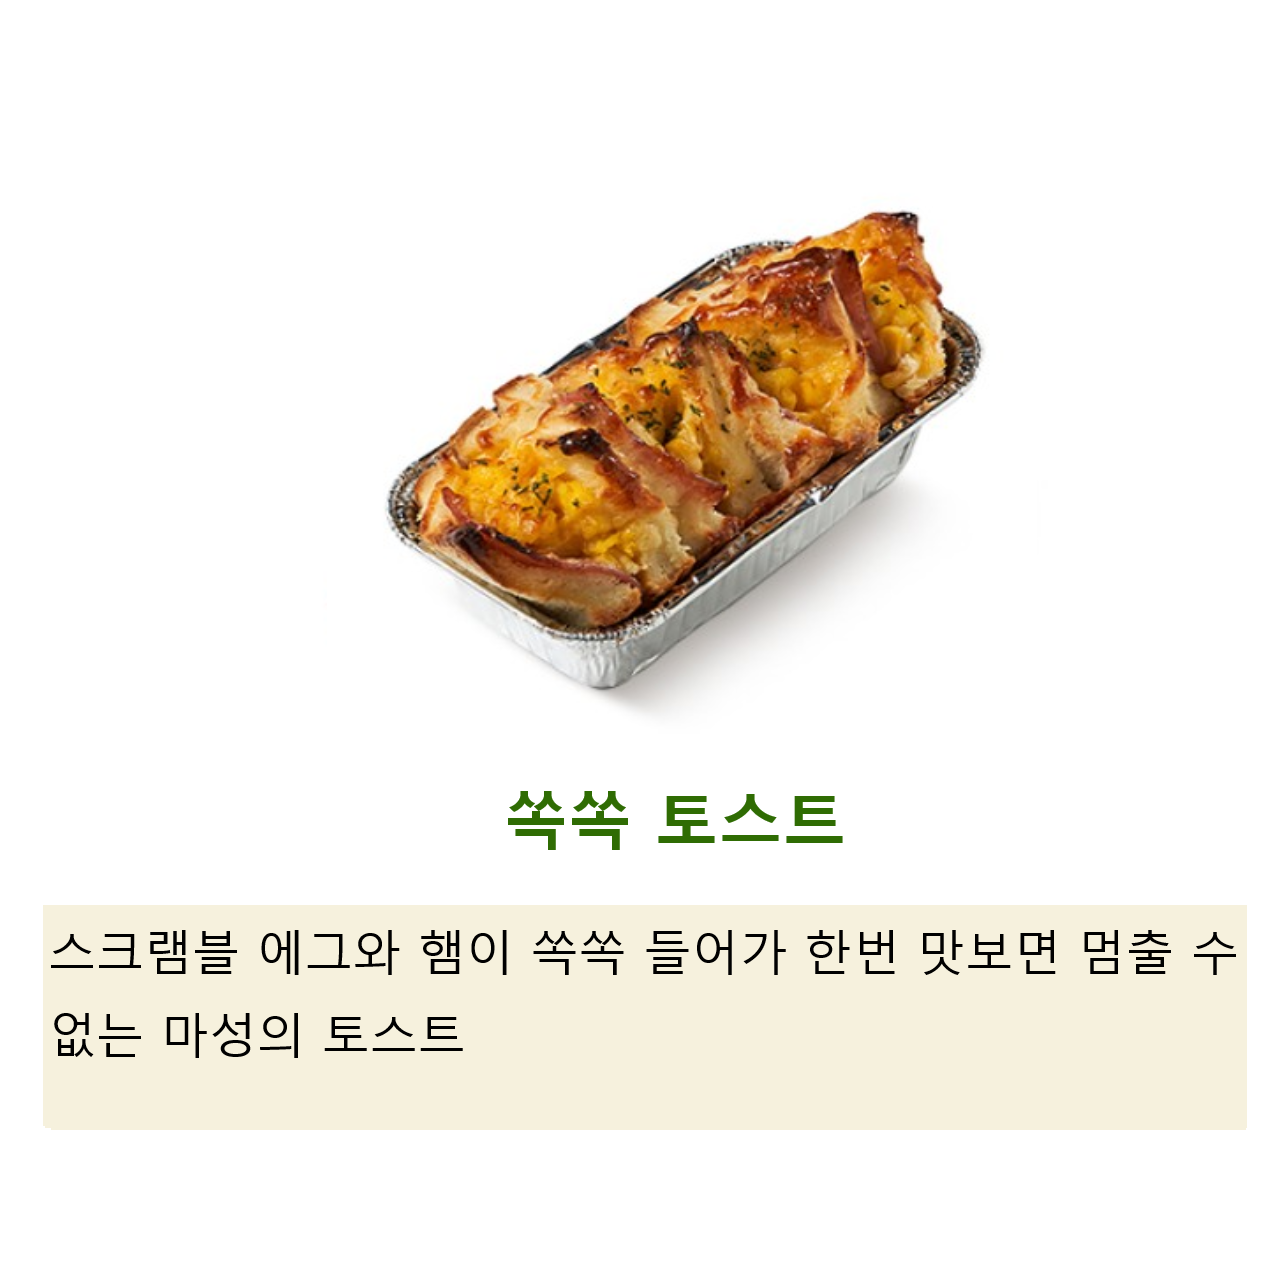 쏙쏙 토스트
스크램블 에그와 햄이 쏙쏙 들어가 한번 맛보면 멈출 수
없는 마성의 토스트